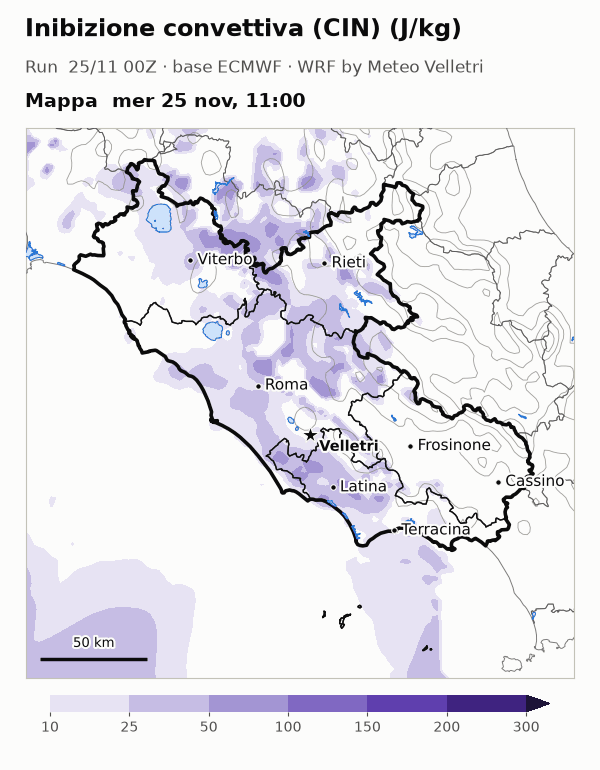 Inibizione convettiva (CIN) (J/kg)
Run  25/11 00Z · base ECMWF · WRF by Meteo Velletri
Mappa  mer 25 nov, 11:00
Viterbo
Rieti
Roma
Velletri
Frosinone
Latina
Cassino
Terracina
50 km
10 25 50 100 150 200 300